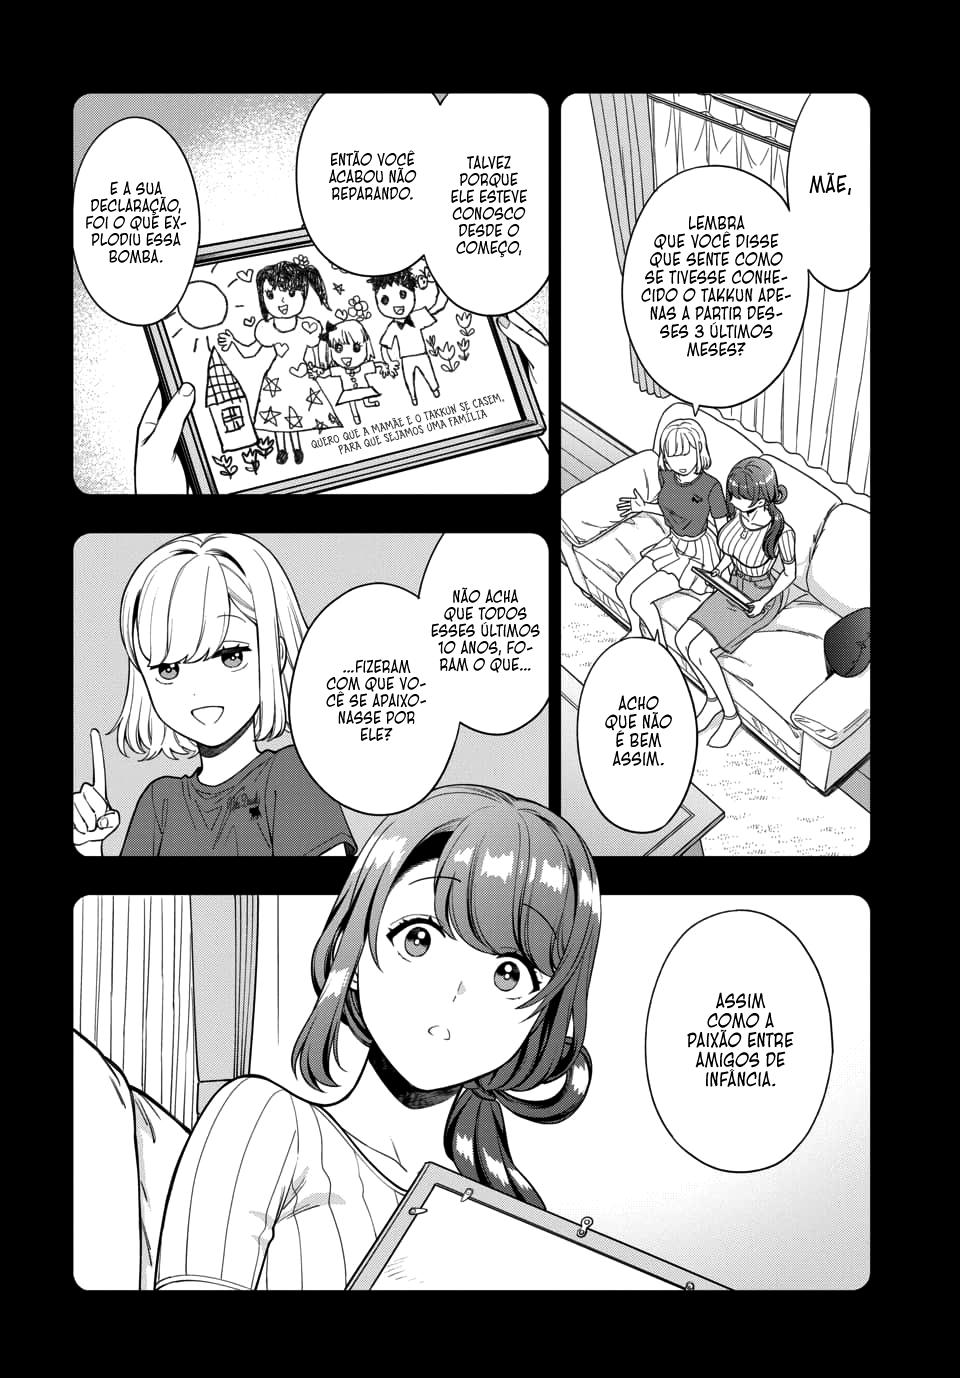 MÃE,
LEMBRA
QUE VOCÊ DISSE
QUE SENTE COMO
SE TIVESSE CONHE-
CIDO O TAKKUN APE-
NAS A PARTIR DES-
SES 3 ÚLTIMOS
MESES?
ACHO
QUE NÃO
É BEM
ASSIM.
TALVEZ
PORQUE
ELE ESTEVE
CONOSCO
DESDE O
COMEÇO,
ENTÃO VOCÊ
ACABOU NÃO
REPARANDO.
E A SUA
DECLARAÇÃO,
FOI O QUE EX-
PLODIU ESSA
BOMBA.
QUERO QUE A MAMÃE E O TAKKUN SE CASEM,
PARA QUE SEJAMOS UMA FAMÍLIA
NÃO ACHA
QUE TODOS
ESSES ÚLTIMOS
10 ANOS, FO-
RAM O QUE...
...FIZERAM
COM QUE VO-
CÊ SE APAIXO-
NASSE POR
ELE?
ASSIM
COMO A
PAIXÃO ENTRE
AMIGOS DE
INFÂNCIA.